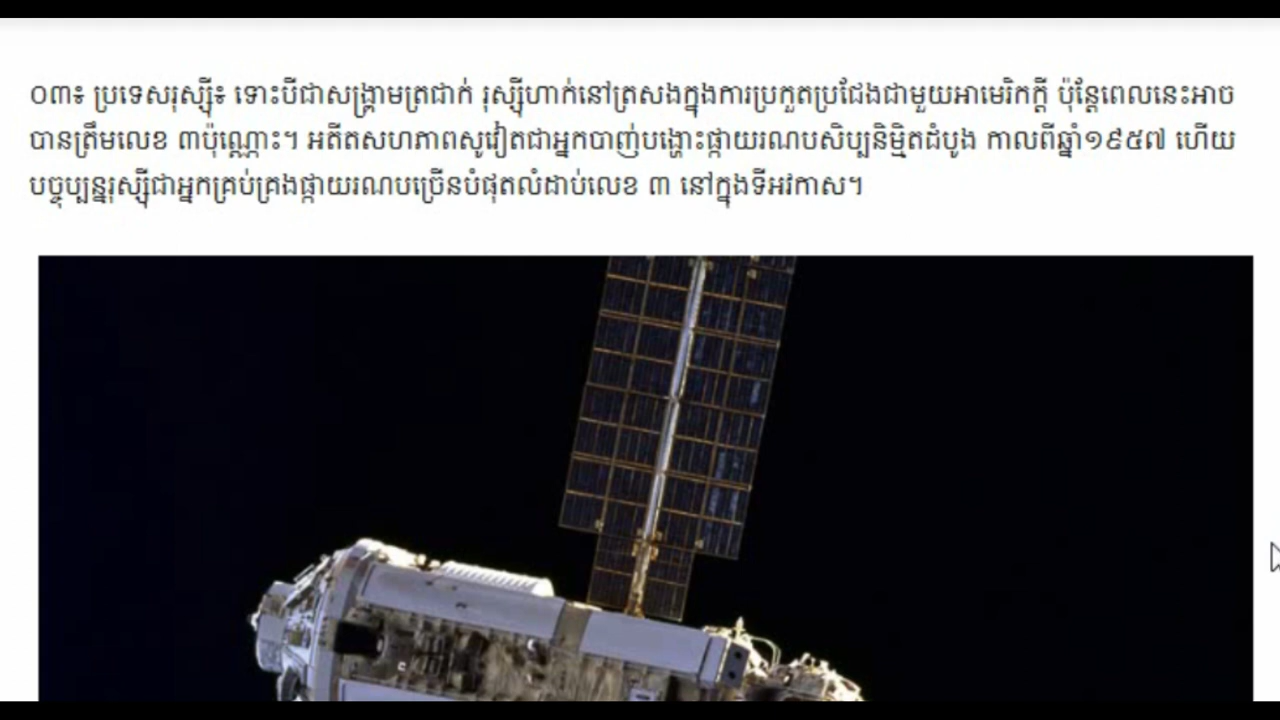 ០៣៖ ប្រទេសរុស្ស៊ី៖ ទោះបីជាសង្គ្រាមត្រជាក់ រុស្ស៊ីហាក់នៅត្រសងក្នុងការប្រកួតប្រជែងជាមួយអាមេរិកក្ដី ប៉ុន្តែពេលនេះអាច
បានត្រឹមលេខ ៣ប៉ុណ្ណោះ។ អតីតសហភាពសូវៀតជាអ្នកបាញ់បង្ហោះផ្កាយរណបសិប្បនិម្មិតដំបូង កាលពីឆ្នាំ១៩៥៧ ហើយ
បច្ចុប្បន្នរុស្ស៊ីជាអ្នកគ្រប់គ្រងផ្កាយរណបច្រើនបំផុតលំដាប់លេខ ៣ នៅក្នុងទីអវកាស។